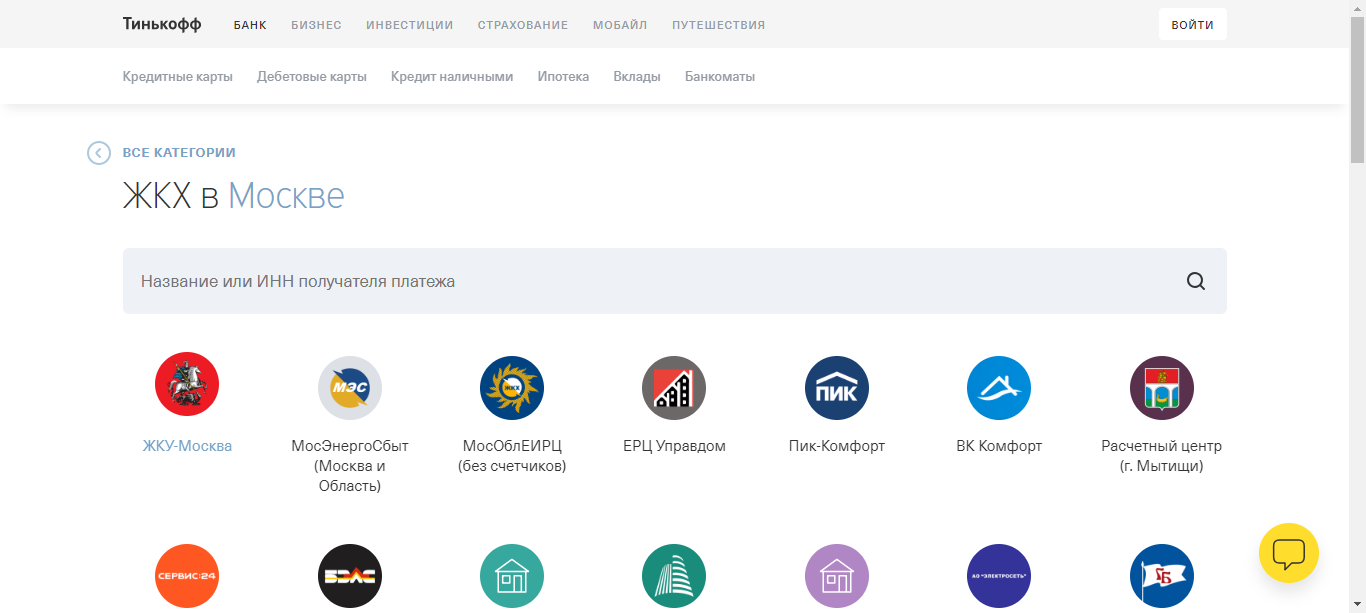 Тинькофф БАНК БИЗНЕС ИНВЕСТИЦИИ СТРАХОВАНИЕ МОБАЙЛ ПУТЕШЕСТВИЯ ВОЙТИ
Кредитные карты Дебетовые карты Кредит наличными Ипотека Вклады Банкоматы
ВСЕ КАТЕГОРИИ
ЖКХ в Москве
Название или ИНН получателя платежа
МЭС ЖКХ ПИК
ЖКУ-Москва МосЭнергоСбыт МосОблЕИРЦ ЕРЦ Управдом Пик-Комфорт ВК Комфорт Расчетный центр
(Москва и (без счетчиков) (г. Мытищи)
Область)
СЕРВИС:24 АО "ЭЛЕКТРОСЕТЬ" ГБ